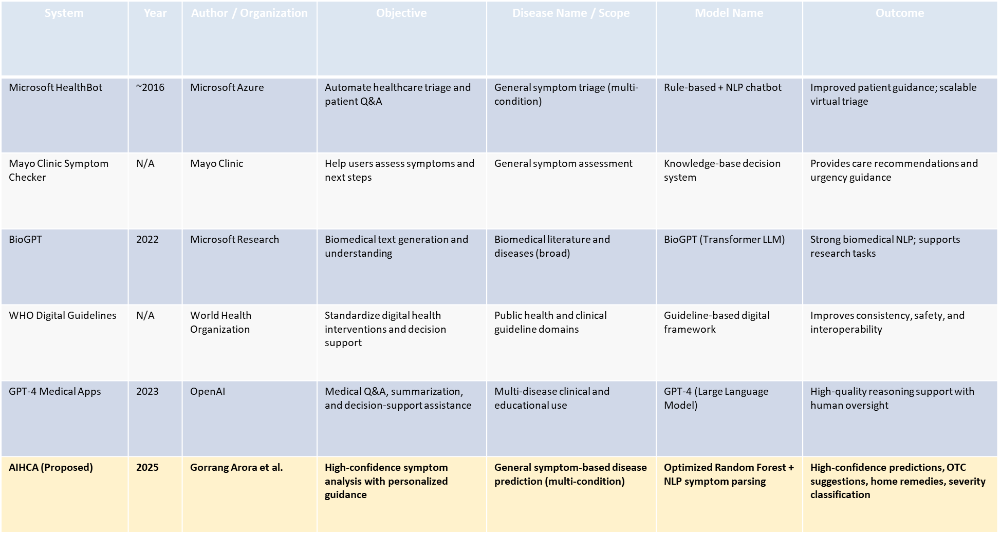 System Year Author / Organization Objective Disease Name / Scope Model Name Outcome
Microsoft HealthBot
~2016
Microsoft Azure
Automate healthcare triage and
patient Q&A
General symptom triage (multi-
condition)
Rule-based + NLP chatbot
Improved patient guidance; scalable
virtual triage
Mayo Clinic Symptom
Checker
N/A
Mayo Clinic
Help users assess symptoms and
next steps
General symptom assessment
Knowledge-base decision
system
Provides care recommendations and
urgency guidance
BioGPT
2022
Microsoft Research
Biomedical text generation and
understanding
Biomedical literature and
diseases (broad)
BioGPT (Transformer LLM)
Strong biomedical NLP; supports
research tasks
WHO Digital Guidelines
N/A
World Health
Organization
Standardize digital health
interventions and decision
support
Public health and clinical
guideline domains
Guideline-based digital
framework
Improves consistency, safety, and
interoperability
GPT-4 Medical Apps
2023
OpenAI
Medical Q&A, summarization,
and decision-support assistance
Multi-disease clinical and
educational use
GPT-4 (Large Language
Model)
High-quality reasoning support with
human oversight
AIHCA (Proposed)
2025
Gorrang Arora et al.
High-confidence symptom
analysis with personalized
guidance
General symptom-based disease
prediction (multi-condition)
Optimized Random Forest +
NLP symptom parsing
High-confidence predictions, OTC
suggestions, home remedies, severity
classification